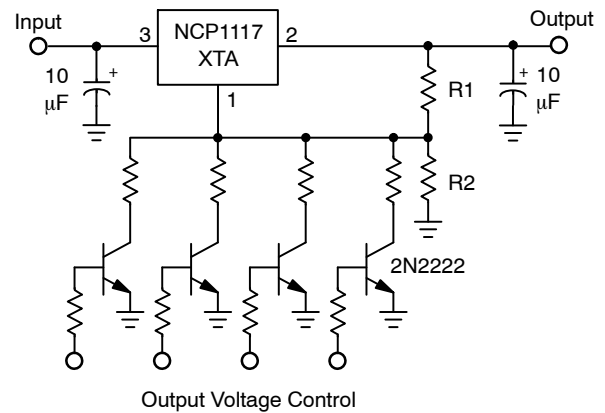 Input
Output
3
NCP1117
XTA
2
10
+
μF
1
R1
+
10
μF
R2
2N2222
Output Voltage Control